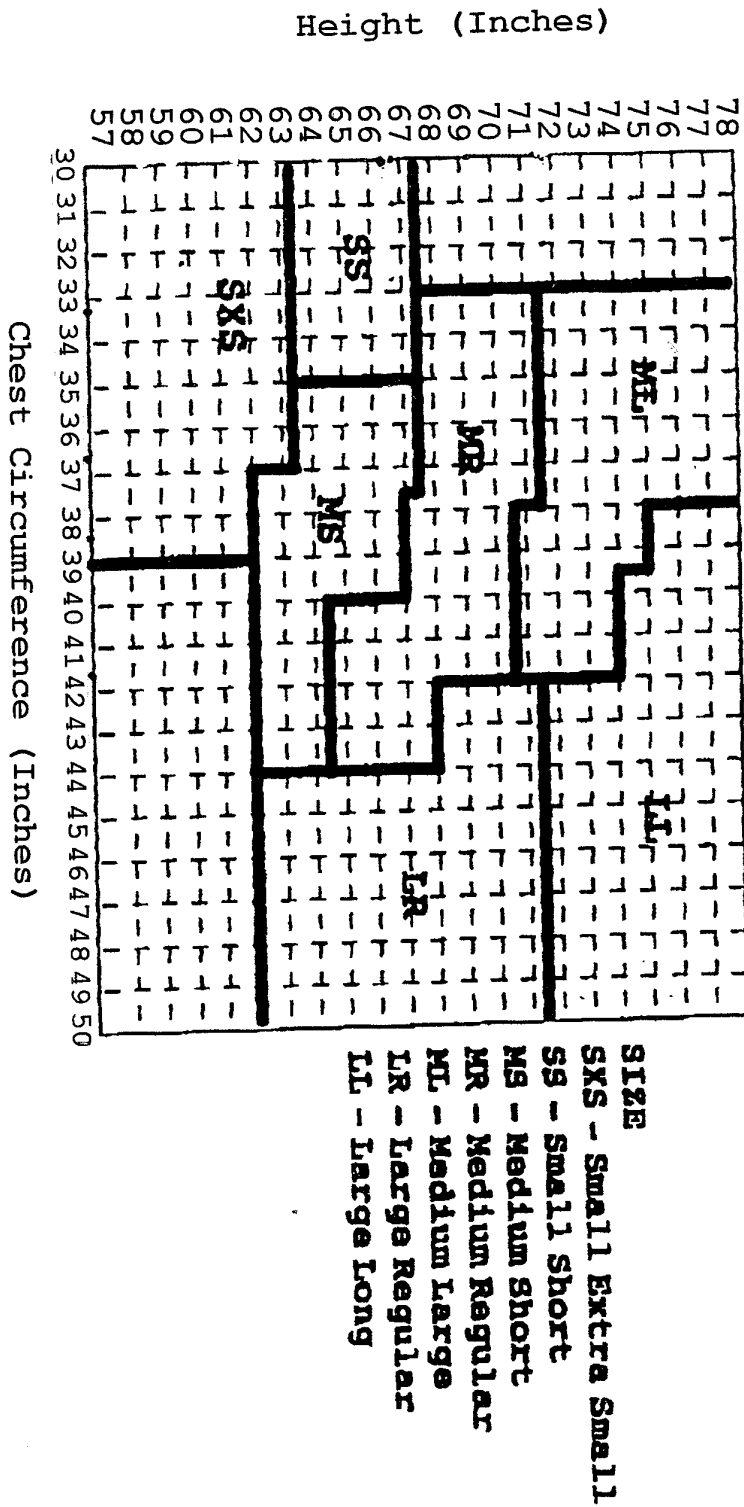 Height (Inches)
78
77
76
75
74
73
72
71
70
69
68
67
66
65
64
63
62
61
60
59
58
57
30 31 32 33 34 35 36 37 38 39 40 41 42 43 44 45 46 47 48 49 50
Chest Circumference (Inches)
ML
LL
MR
SS
MS
LR
SXS
SIZE
SXS - Small Extra Small
SS - Small Short
MS - Medium Short
MR - Medium Regular
ML - Medium Large
LR - Large Regular
LL - Large Long